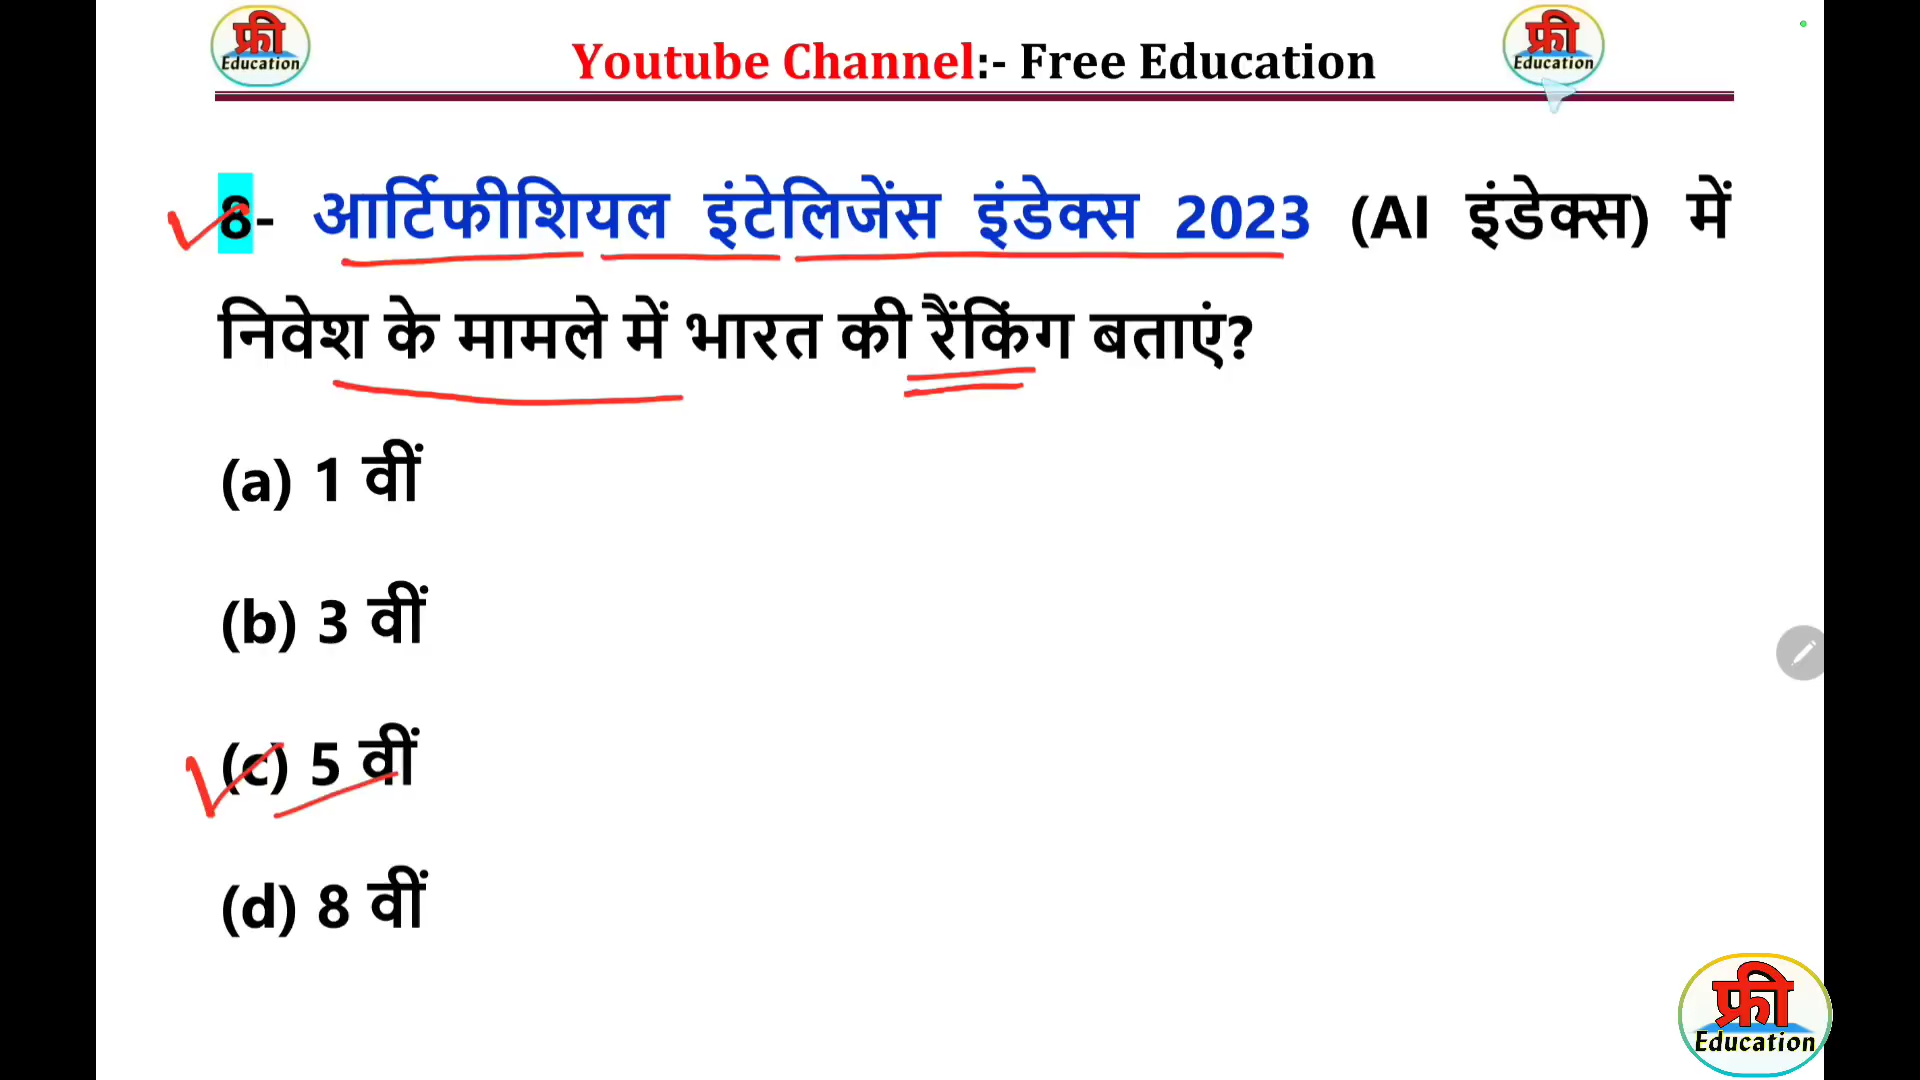 फ्री
Education
Youtube Channel:- Free Education
फ्री
Education
8- आर्टिफीशियल इंटेलिजेंस इंडेक्स 2023 (AI इंडेक्स) में
निवेश के मामले में भारत की रैंकिंग बताएं?
(a) 1 वीं
(b) 3 वीं
(c) 5 वीं
(d) 8 वीं
फ्री
Education